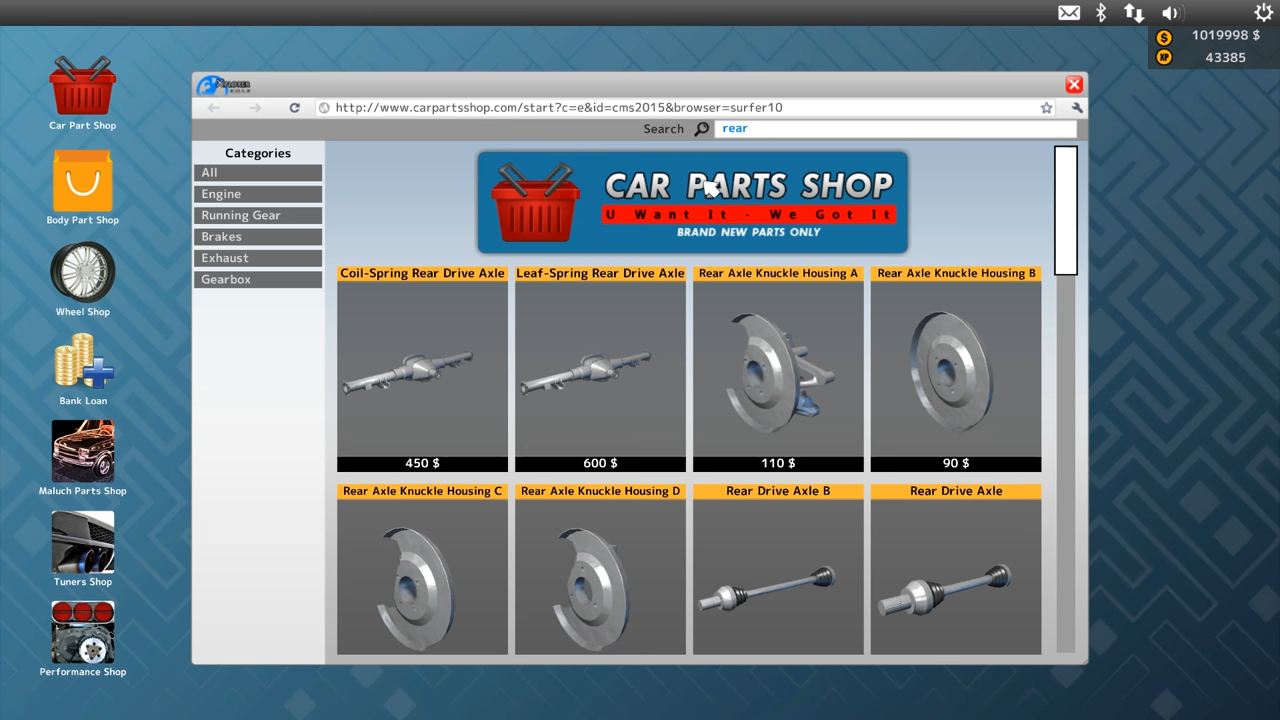 1019998 $
43385
Car Part Shop
Body Part Shop
Wheel Shop
Bank Loan
Maluch Parts Shop
Tuners Shop
Performance Shop
XPLORER
http://www.carpartsshop.com/start?c=e&id=cms2015&browser=surfer10
Search rear
Categories
All
Engine
Running Gear
Brakes
Exhaust
Gearbox
CAR PARTS SHOP
U Want It - We Got It
BRAND NEW PARTS ONLY
Coil-Spring Rear Drive Axle
450 $
Leaf-Spring Rear Drive Axle
600 $
Rear Axle Knuckle Housing A
110 $
Rear Axle Knuckle Housing B
90 $
Rear Axle Knuckle Housing C
Rear Axle Knuckle Housing D
Rear Drive Axle B
Rear Drive Axle